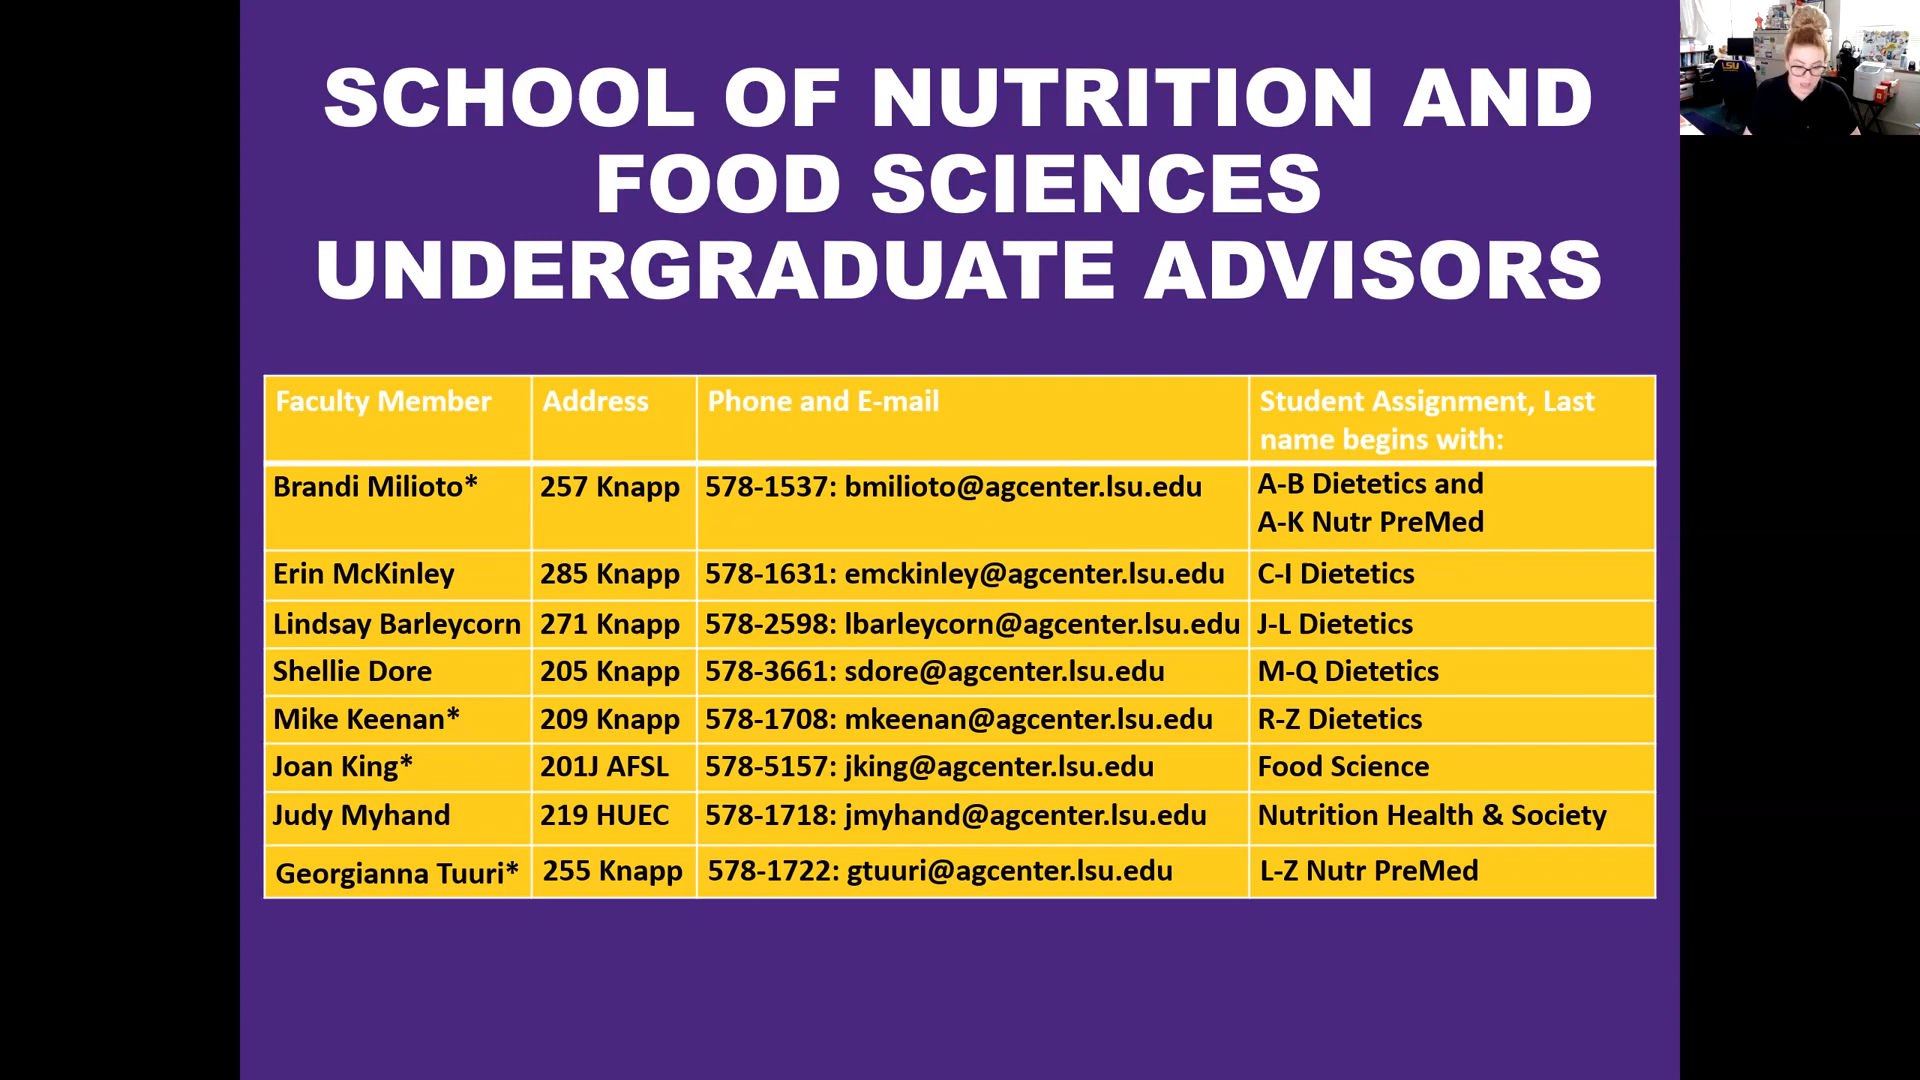 SCHOOL OF NUTRITION AND
FOOD SCIENCES
UNDERGRADUATE ADVISORS
Faculty Member Address Phone and E-mail Student Assignment, Last
name begins with:
Brandi Milioto* 257 Knapp 578-1537: bmilioto@agcenter.lsu.edu A-B Dietetics and
A-K Nutr PreMed
Erin McKinley 285 Knapp 578-1631: emckinley@agcenter.lsu.edu C-I Dietetics
Lindsay Barleycorn 271 Knapp 578-2598: lbarleycorn@agcenter.lsu.edu J-L Dietetics
Shellie Dore 205 Knapp 578-3661: sdore@agcenter.lsu.edu M-Q Dietetics
Mike Keenan* 209 Knapp 578-1708: mkeenan@agcenter.lsu.edu R-Z Dietetics
Joan King* 201J AFSL 578-5157: jking@agcenter.lsu.edu Food Science
Judy Myhand 219 HUEC 578-1718: jmyhand@agcenter.lsu.edu Nutrition Health & Society
Georgianna Tuuri* 255 Knapp 578-1722: gtuuri@agcenter.lsu.edu L-Z Nutr PreMed
LSU